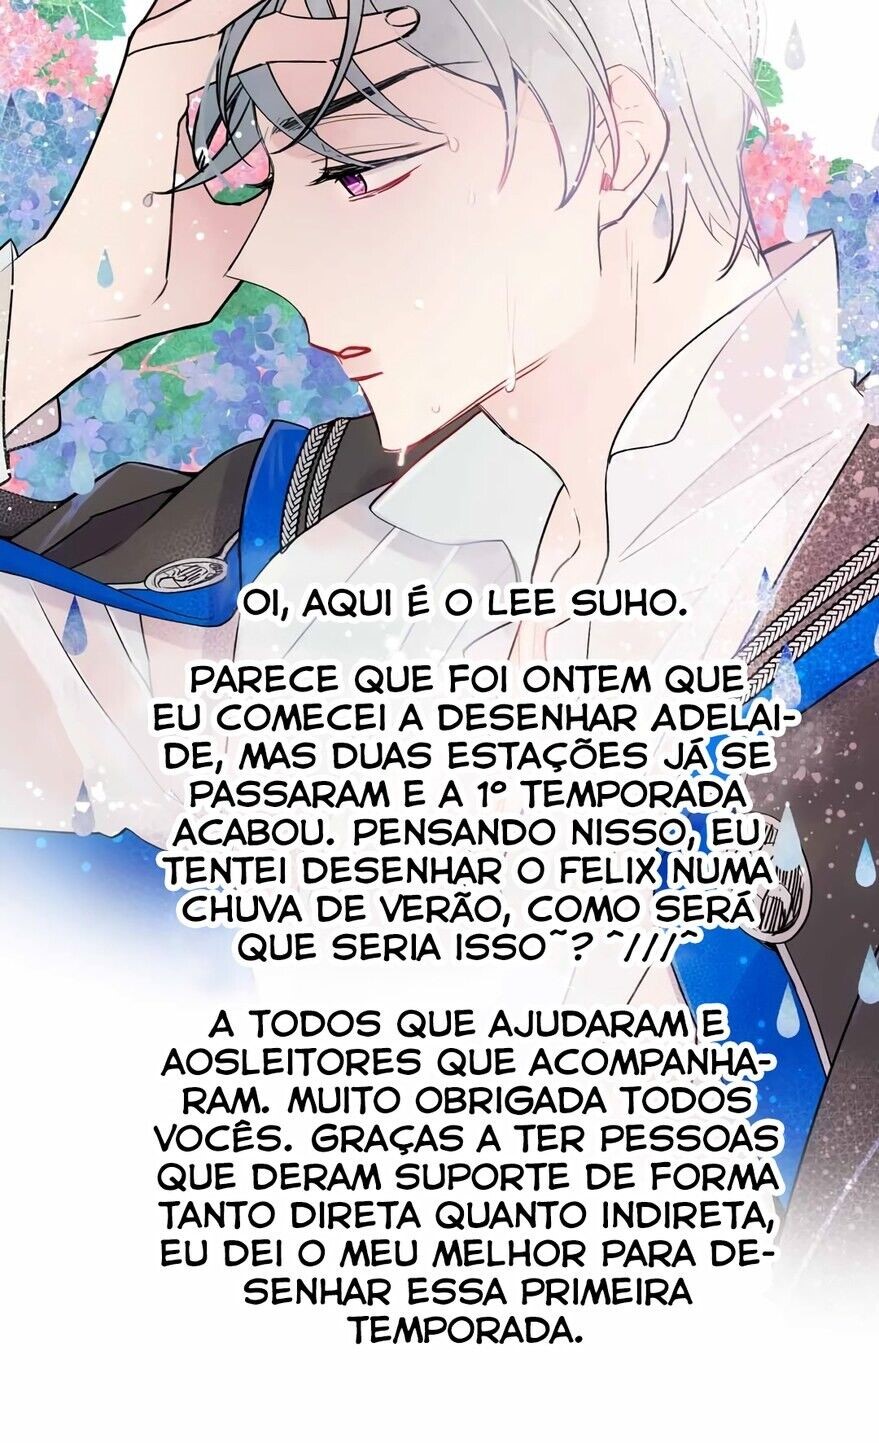 OI, AQUI É O LEE SUHO.
PARECE QUE FOI ONTEM QUE
EU COMECEI A DESENHAR ADELAI-
DE, MAS DUAS ESTAÇÕES JÁ SE
PASSARAM E A 1º TEMPORADA
ACABOU. PENSANDO NISSO, EU
TENTEI DESENHAR O FELIX NUMA
CHUVA DE VERÃO, COMO SERÁ
QUE SERIA ISSO~? ^///^
A TODOS QUE AJUDARAM E
AOSLEITORES QUE ACOMPANHA-
RAM. MUITO OBRIGADA TODOS
VOCÊS. GRAÇAS A TER PESSOAS
QUE DERAM SUPORTE DE FORMA
TANTO DIRETA QUANTO INDIRETA,
EU DEI O MEU MELHOR PARA DE-
SENHAR ESSA PRIMEIRA
TEMPORADA.